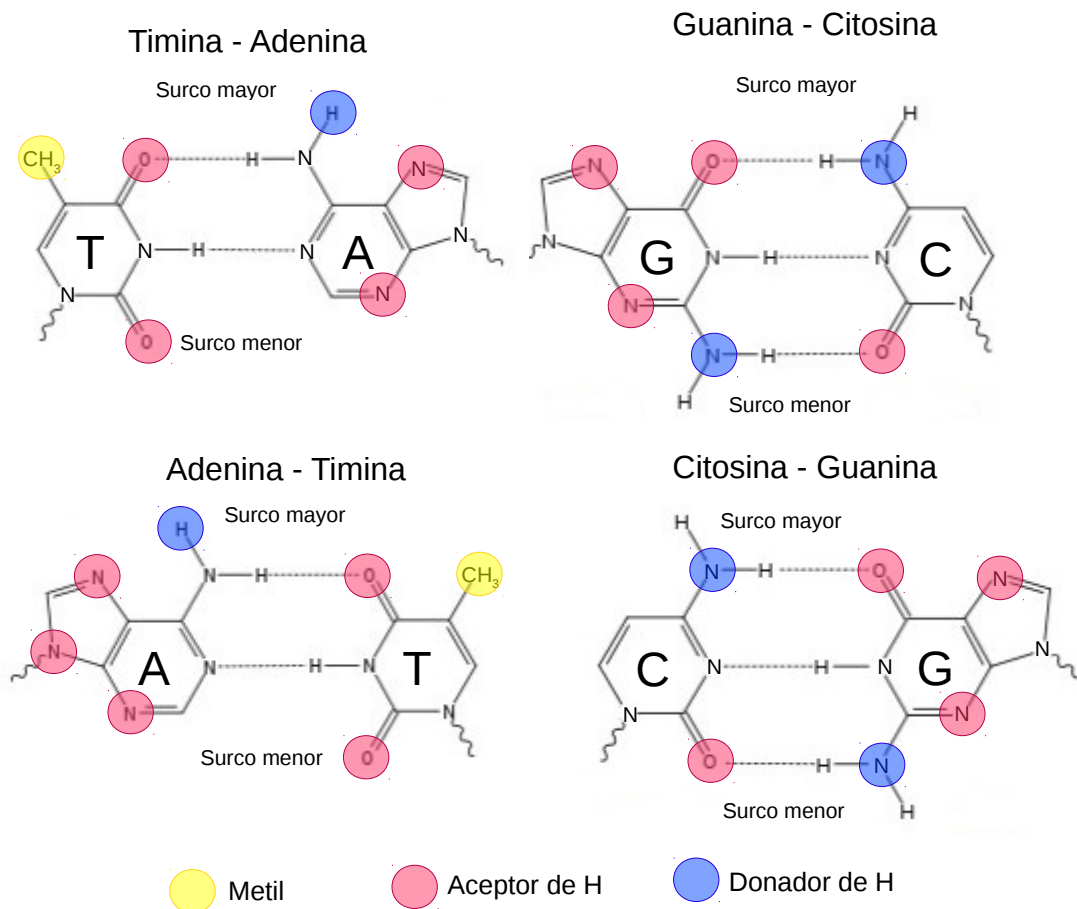 Timina - Adenina
Surco mayor
H
CH₃
O
H
N
N
T
N
H
N
A
N
N
N
O
Surco menor
Guanina - Citosina
Surco mayor
H
N
O
H
N
G
N
H
N
C
N
N
N
N
H
O
H
Surco menor
Adenina - Timina
Surco mayor
H
N
N
H
O
CH₃
N
A
N
H
N
T
N
N
O
Surco menor
Citosina - Guanina
Surco mayor
H
N
H
O
N
C
N
H
N
G
N
N
N
O
H
N
H
Surco menor
Metil
Aceptor de H
Donador de H